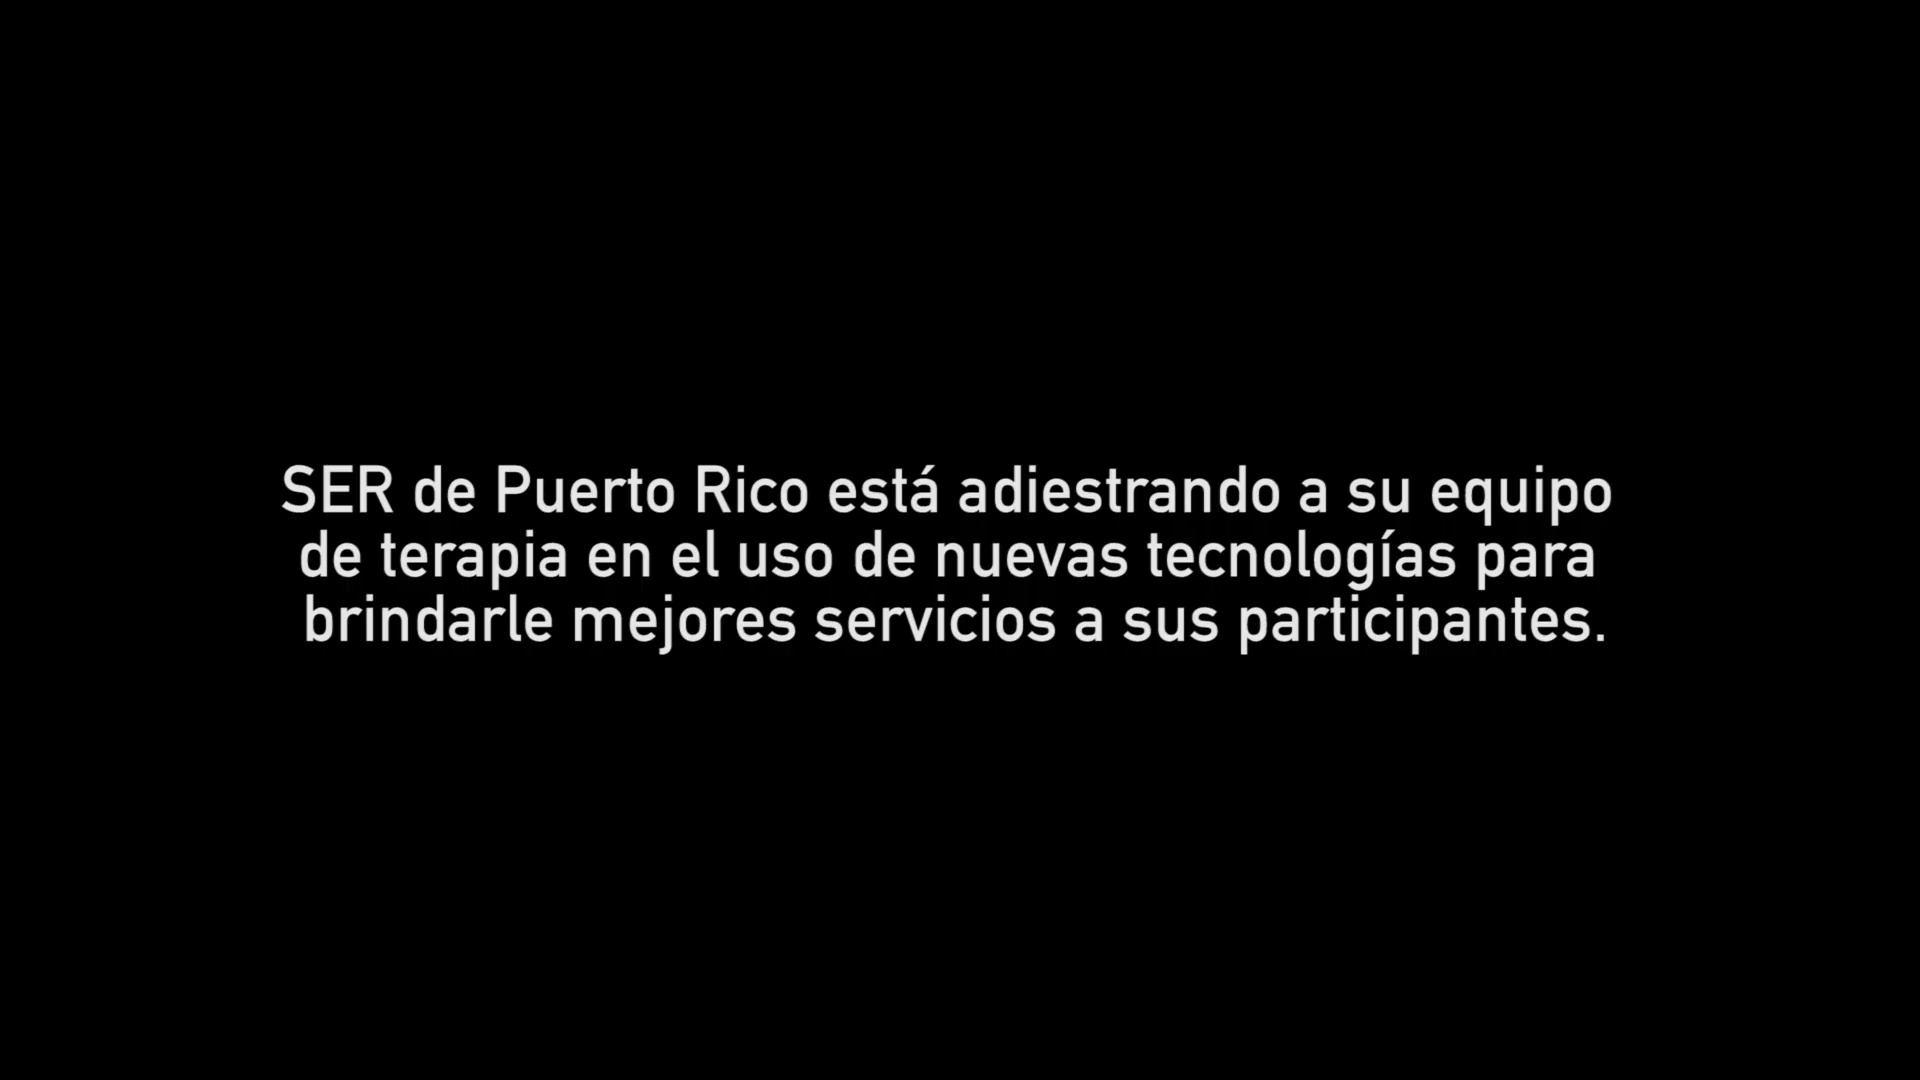 SER de Puerto Rico está adiestrando a su equipo
de terapia en el uso de nuevas tecnologías para
brindarle mejores servicios a sus participantes.